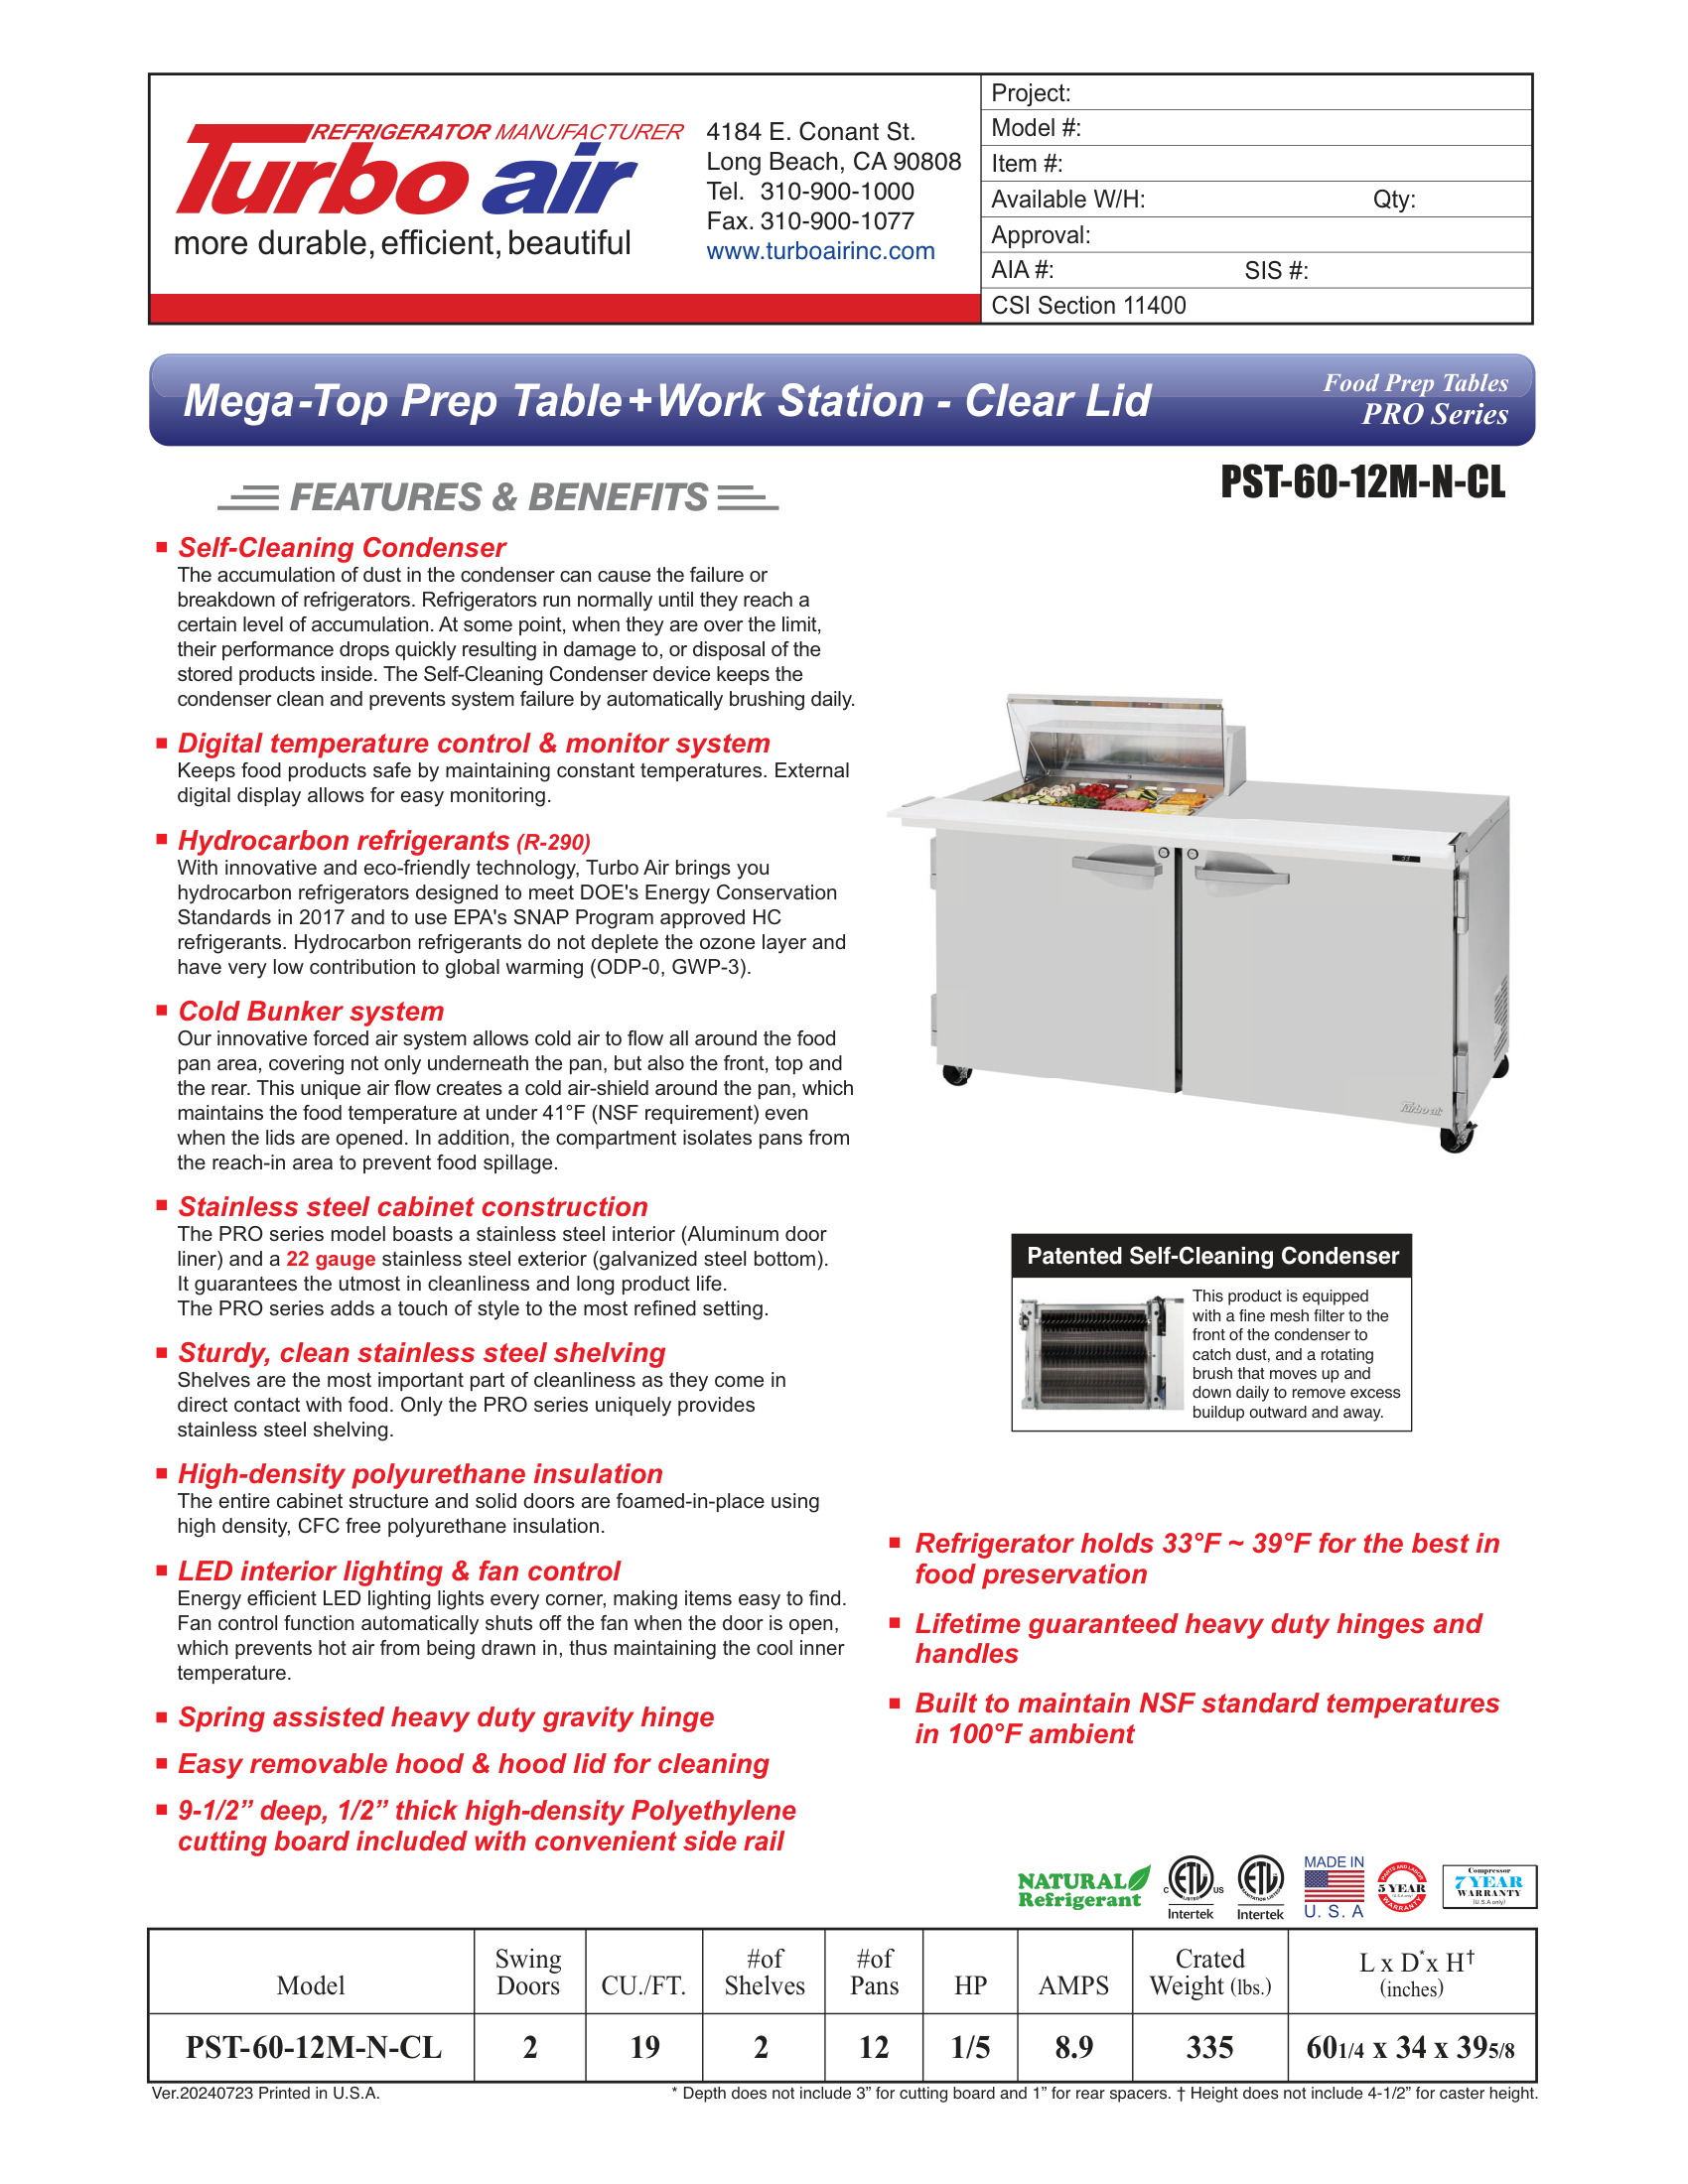 REFRIGERATOR MANUFACTURER
Turbo air
more durable, efficient, beautiful
4184 E. Conant St.
Long Beach, CA 90808
Tel. 310-900-1000
Fax. 310-900-1077
www.turboairinc.com
Project:
Model #:
Item #:
Available W/H: Qty:
Approval:
AIA #: SIS #:
CSI Section 11400
Mega-Top Prep Table+Work Station - Clear Lid
Food Prep Tables
PRO Series
PST-60-12M-N-CL
FEATURES & BENEFITS
Self-Cleaning Condenser
The accumulation of dust in the condenser can cause the failure or
breakdown of refrigerators. Refrigerators run normally until they reach a
certain level of accumulation. At some point, when they are over the limit,
their performance drops quickly resulting in damage to, or disposal of the
stored products inside. The Self-Cleaning Condenser device keeps the
condenser clean and prevents system failure by automatically brushing daily.
Digital temperature control & monitor system
Keeps food products safe by maintaining constant temperatures. External
digital display allows for easy monitoring.
Hydrocarbon refrigerants (R-290)
With innovative and eco-friendly technology, Turbo Air brings you
hydrocarbon refrigerators designed to meet DOE's Energy Conservation
Standards in 2017 and to use EPA's SNAP Program approved HC
refrigerants. Hydrocarbon refrigerants do not deplete the ozone layer and
have very low contribution to global warming (ODP-0, GWP-3).
Cold Bunker system
Our innovative forced air system allows cold air to flow all around the food
pan area, covering not only underneath the pan, but also the front, top and
the rear. This unique air flow creates a cold air-shield around the pan, which
maintains the food temperature at under 41°F (NSF requirement) even
when the lids are opened. In addition, the compartment isolates pans from
the reach-in area to prevent food spillage.
Stainless steel cabinet construction
The PRO series model boasts a stainless steel interior (Aluminum door
liner) and a 22 gauge stainless steel exterior (galvanized steel bottom).
It guarantees the utmost in cleanliness and long product life.
The PRO series adds a touch of style to the most refined setting.
Sturdy, clean stainless steel shelving
Shelves are the most important part of cleanliness as they come in
direct contact with food. Only the PRO series uniquely provides
stainless steel shelving.
High-density polyurethane insulation
The entire cabinet structure and solid doors are foamed-in-place using
high density, CFC free polyurethane insulation.
LED interior lighting & fan control
Energy efficient LED lighting lights every corner, making items easy to find.
Fan control function automatically shuts off the fan when the door is open,
which prevents hot air from being drawn in, thus maintaining the cool inner
temperature.
Spring assisted heavy duty gravity hinge
Easy removable hood & hood lid for cleaning
9-1/2” deep, 1/2” thick high-density Polyethylene
cutting board included with convenient side rail
Turbo air
Patented Self-Cleaning Condenser
This product is equipped
with a fine mesh filter to the
front of the condenser to
catch dust, and a rotating
brush that moves up and
down daily to remove excess
buildup outward and away.
Refrigerator holds 33°F ~ 39°F for the best in
food preservation
Lifetime guaranteed heavy duty hinges and
handles
Built to maintain NSF standard temperatures
in 100°F ambient
NATURAL
Refrigerant
C ETL US
LISTED
Intertek
ETL
SANITATION LISTED
Intertek
MADE IN
U. S. A
PARTS AND LABOR
5 YEAR
(U.S.A only)
WARRANTY
Compressor
7 YEAR
WARRANTY
(U.S.A only)
Model Swing Doors CU./FT. #of Shelves #of Pans HP AMPS Crated Weight (lbs.) L x D* x H† (inches)
PST-60-12M-N-CL 2 19 2 12 1/5 8.9 335 601/4 x 34 x 395/8
Ver.20240723 Printed in U.S.A.
* Depth does not include 3” for cutting board and 1” for rear spacers. † Height does not include 4-1/2” for caster height.